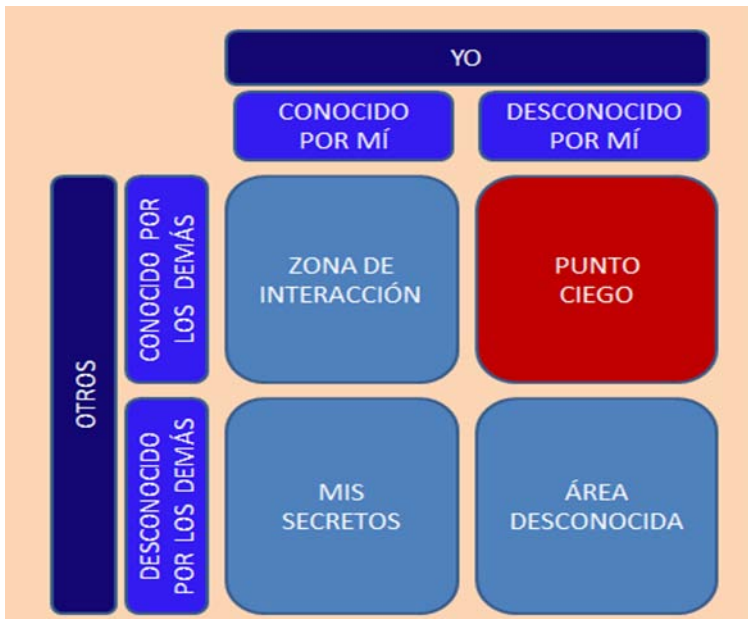 YO
CONOCIDO
POR MÍ
DESCONOCIDO
POR MÍ
OTROS
CONOCIDO POR
LOS DEMÁS
ZONA DE
INTERACCIÓN
PUNTO
CIEGO
DESCONOCIDO
POR LOS DEMÁS
MIS
SECRETOS
ÁREA
DESCONOCIDA